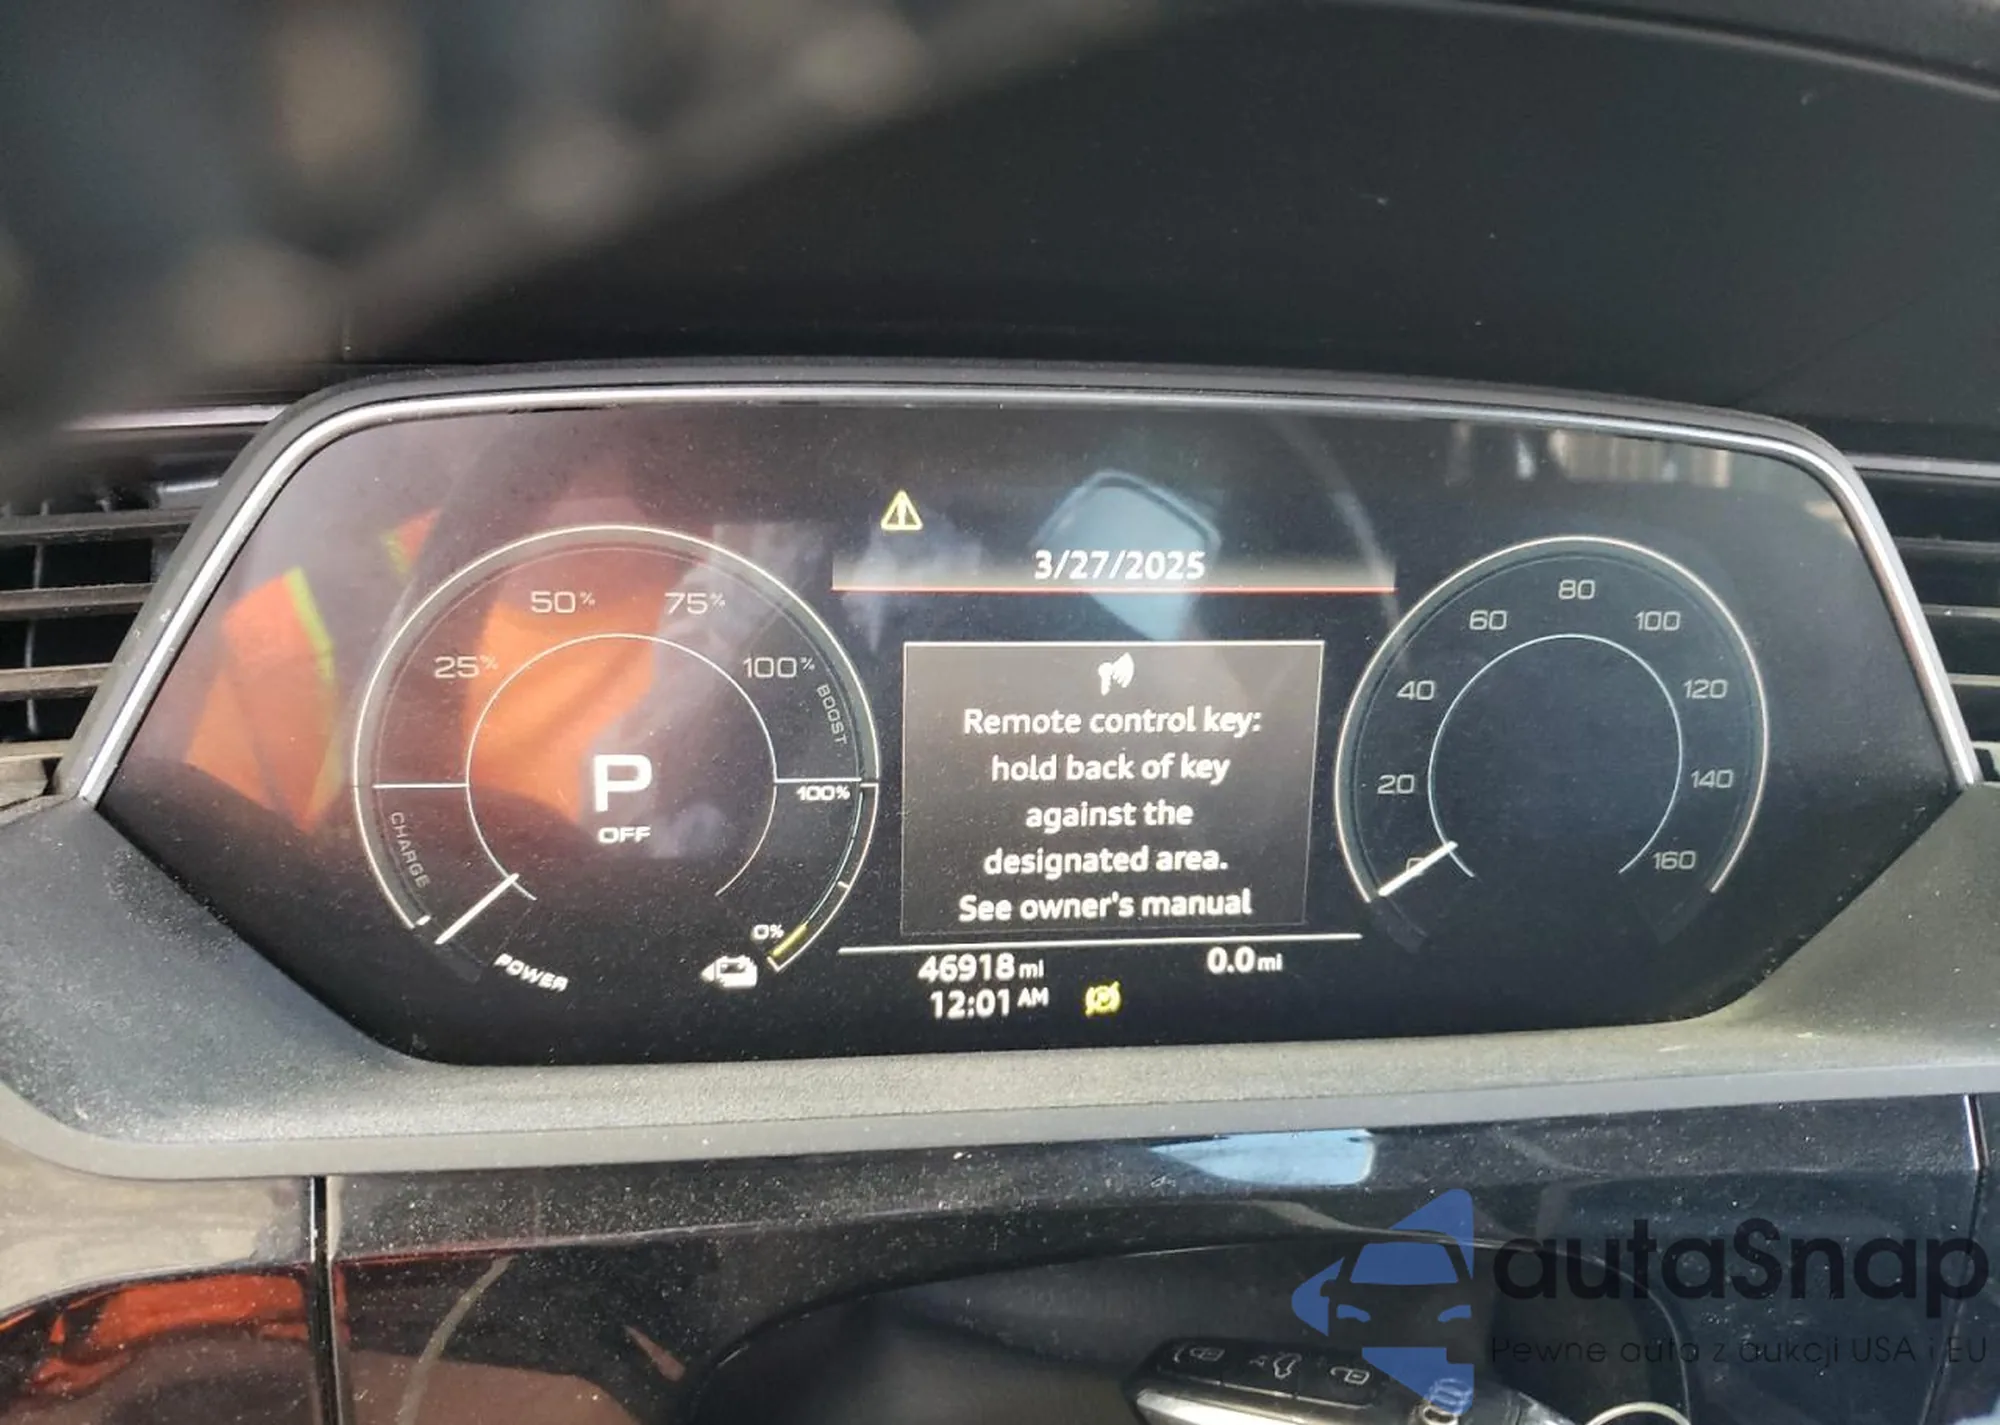 3/27/2025
50%
75%
25%
100%
BOOST
P
OFF
100%
CHARGE
0%
POWER
Remote control key:
hold back of key
against the
designated area.
See owner's manual
46918 mi
0.0 mi
12:01 AM
80
60
100
40
120
20
140
0
160
autaSnap
Pewne auta z aukcji USA i EU